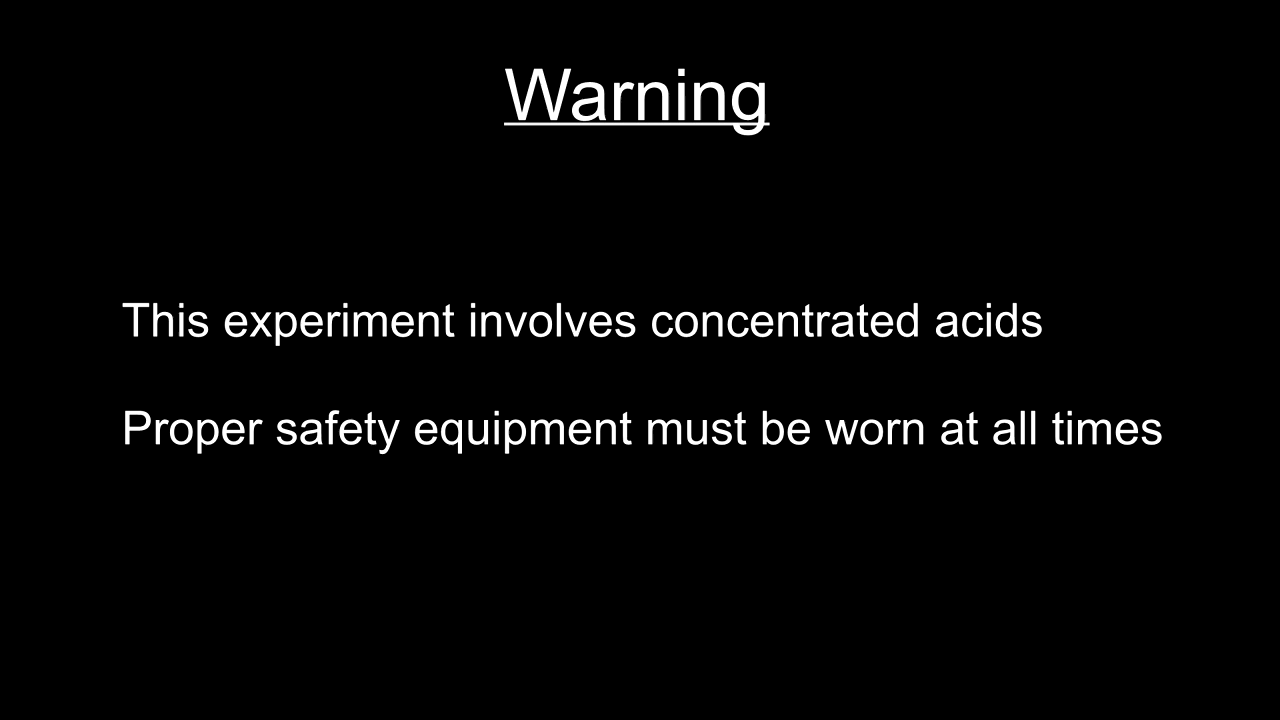 Warning
This experiment involves concentrated acids
Proper safety equipment must be worn at all times